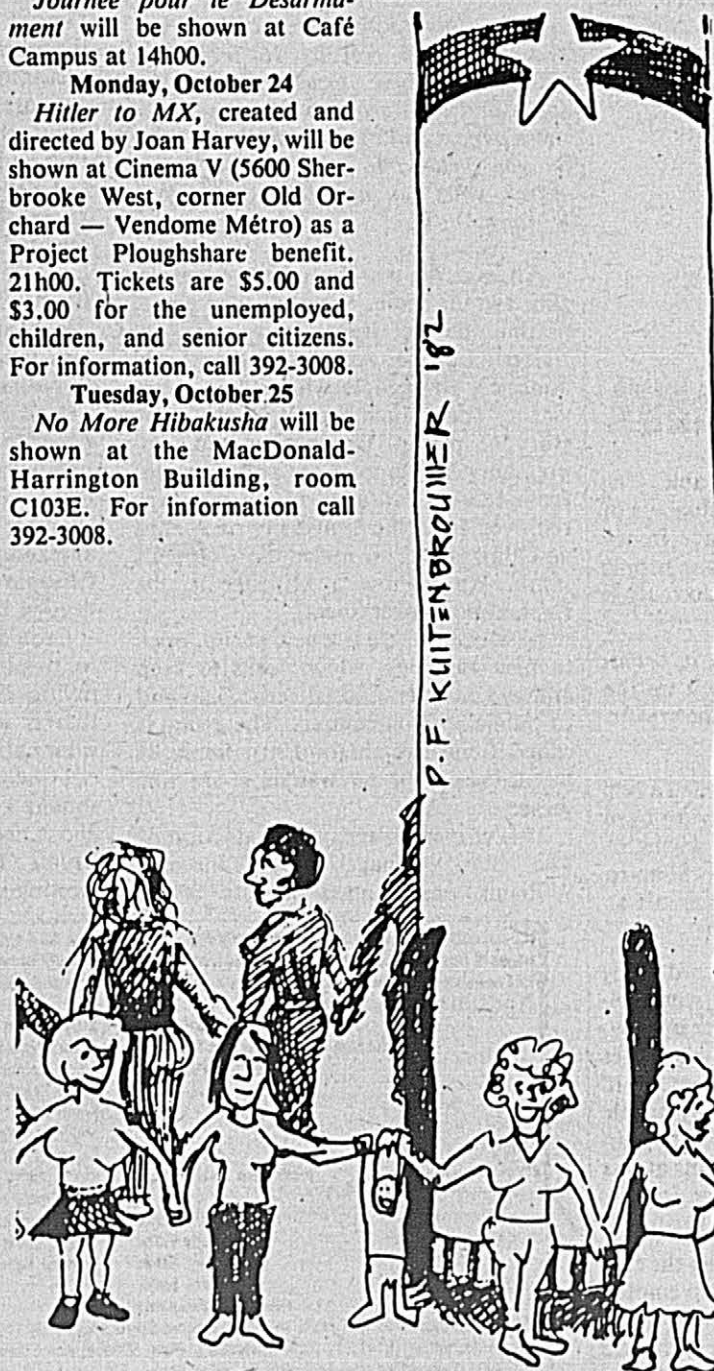 Journée pour le Désarma-
ment will be shown at Café
Campus at 14h00.
Monday, October 24
Hitler to MX, created and
directed by Joan Harvey, will be
shown at Cinema V (5600 Sher-
brooke West, corner Old Or-
chard — Vendome Métro) as a
Project Ploughshare benefit.
21h00. Tickets are $5.00 and
$3.00 for the unemployed,
children, and senior citizens.
For information, call 392-3008.
Tuesday, October 25
No More Hibakusha will be
shown at the MacDonald-
Harrington Building, room
C103E. For information call
392-3008.
P.F. KUITENBROUWER '82